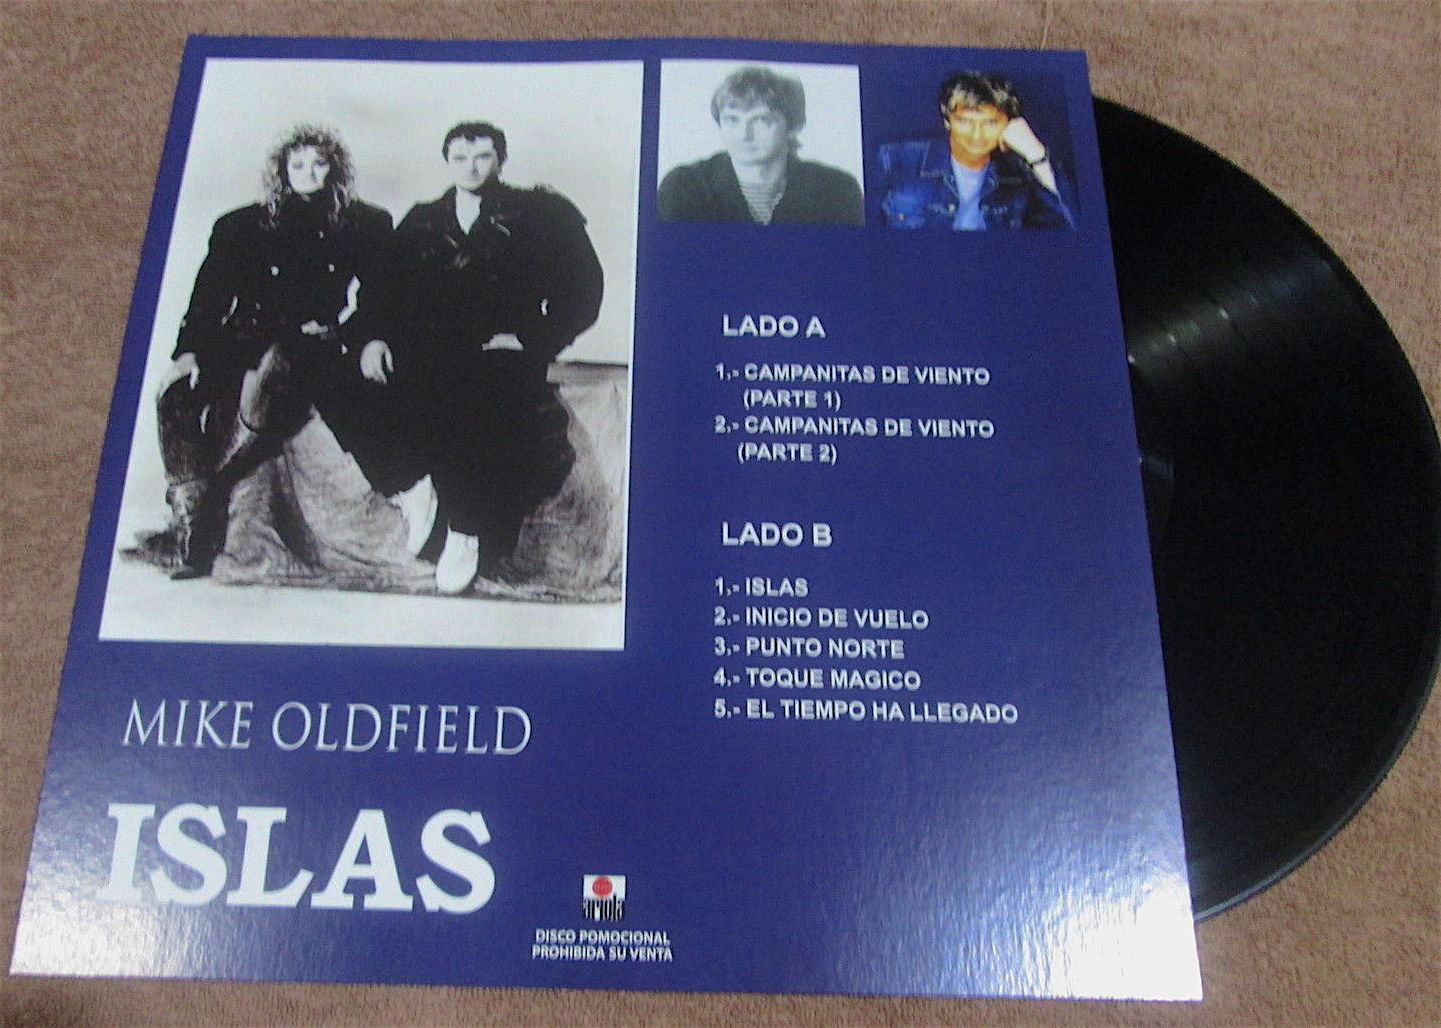 LADO A
1,- CAMPANITAS DE VIENTO
(PARTE 1)
2,- CAMPANITAS DE VIENTO
(PARTE 2)
LADO B
1,- ISLAS
2,- INICIO DE VUELO
3,- PUNTO NORTE
4,- TOQUE MAGICO
5,- EL TIEMPO HA LLEGADO
MIKE OLDFIELD
ISLAS
ariola
DISCO POMOCIONAL
PROHIBIDA SU VENTA